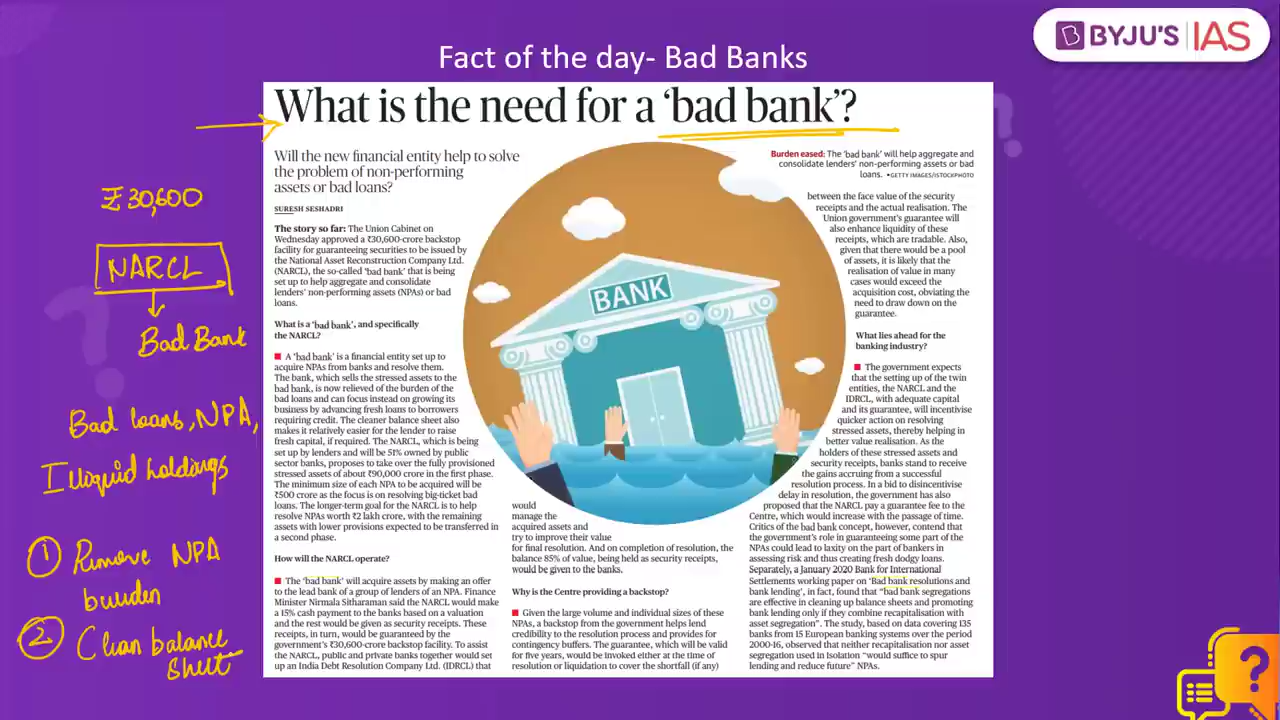 BYJU'S IAS
Fact of the day- Bad Banks
What is the need for a 'bad bank'?
Will the new financial entity help to solve
the problem of non-performing
assets or bad loans?
SURESH SESHADRI
The story so far: The Union Cabinet on
Wednesday approved a ₹30,600-crore backstop
facility for guaranteeing securities to be issued by
the National Asset Reconstruction Company Ltd.
(NARCL), the so-called 'bad bank' that is being
set up to help aggregate and consolidate
lenders' non-performing assets (NPAs) or bad
loans.
What is a 'bad bank', and specifically
the NARCL?
■ A 'bad bank' is a financial entity set up to
acquire NPAs from banks and resolve them.
The bank, which sells the stressed assets to the
bad bank, is now relieved of the burden of the
bad loans and can focus instead on growing its
business by advancing fresh loans to borrowers
requiring credit. The cleaner balance sheet also
makes it relatively easier for the lender to raise
fresh capital, if required. The NARCL, which is being
set up by lenders and will be 51% owned by public
sector banks, proposes to take over the fully provisioned
stressed assets of about ₹90,000 crore in the first phase.
The minimum size of each NPA to be acquired will be
₹500 crore as the focus is on resolving big-ticket bad
loans. The longer-term goal for the NARCL is to help
resolve NPAs worth ₹2 lakh crore, with the remaining
assets with lower provisions expected to be transferred in
a second phase.
How will the NARCL operate?
■ The 'bad bank' will acquire assets by making an offer
to the lead bank of a group of lenders of an NPA. Finance
Minister Nirmala Sitharaman said the NARCL would make
a 15% cash payment to the banks based on a valuation
and the rest would be given as security receipts. These
receipts, in turn, would be guaranteed by the
government's ₹30,600-crore backstop facility. To assist
the NARCL, public and private banks together would set
up an India Debt Resolution Company Ltd. (IDRCL) that
BANK
would
manage the
acquired assets and
try to improve their value
for final resolution. And on completion of resolution, the
balance 85% of value, being held as security receipts,
would be given to the banks.
Why is the Centre providing a backstop?
■ Given the large volume and individual sizes of these
NPAs, a backstop from the government helps lend
credibility to the resolution process and provides for
contingency buffers. The guarantee, which will be valid
for five years, would be invoked either at the time of
resolution or liquidation to cover the shortfall (if any)
Burden eased: The 'bad bank' will help aggregate and
consolidate lenders' non-performing assets or bad
loans. •GETTY IMAGES/ISTOCKPHOTO
between the face value of the security
receipts and the actual realisation. The
Union government's guarantee will
also enhance liquidity of these
receipts, which are tradable. Also,
given that there would be a pool
of assets, it is likely that the
realisation of value in many
cases would exceed the
acquisition cost, obviating the
need to draw down on the
guarantee.
What lies ahead for the
banking industry?
■ The government expects
that the setting up of the twin
entities, the NARCL and the
IDRCL, with adequate capital
and its guarantee, will incentivise
quicker action on resolving
stressed assets, thereby helping in
better value realisation. As the
holders of these stressed assets and
security receipts, banks stand to receive
the gains accruing from a successful
resolution process. In a bid to disincentivise
delay in resolution, the government has also
proposed that the NARCL pay a guarantee fee to the
Centre, which would increase with the passage of time.
Critics of the bad bank concept, however, contend that
the government's role in guaranteeing some part of the
NPAs could lead to laxity on the part of bankers in
assessing risk and thus creating fresh dodgy loans.
Separately, a January 2020 Bank for International
Settlements working paper on 'Bad bank resolutions and
bank lending', in fact, found that "bad bank segregations
are effective in cleaning up balance sheets and promoting
bank lending only if they combine recapitalisation with
asset segregation". The study, based on data covering 135
banks from 15 European banking systems over the period
2000-16, observed that neither recapitalisation nor asset
segregation used in isolation "would suffice to spur
lending and reduce future" NPAs.
₹30,600
NARCL
Bad Bank
Bad loans, NPA,
Illiquid holdings
① Remove NPA
burden
② Clean balance
Sheet